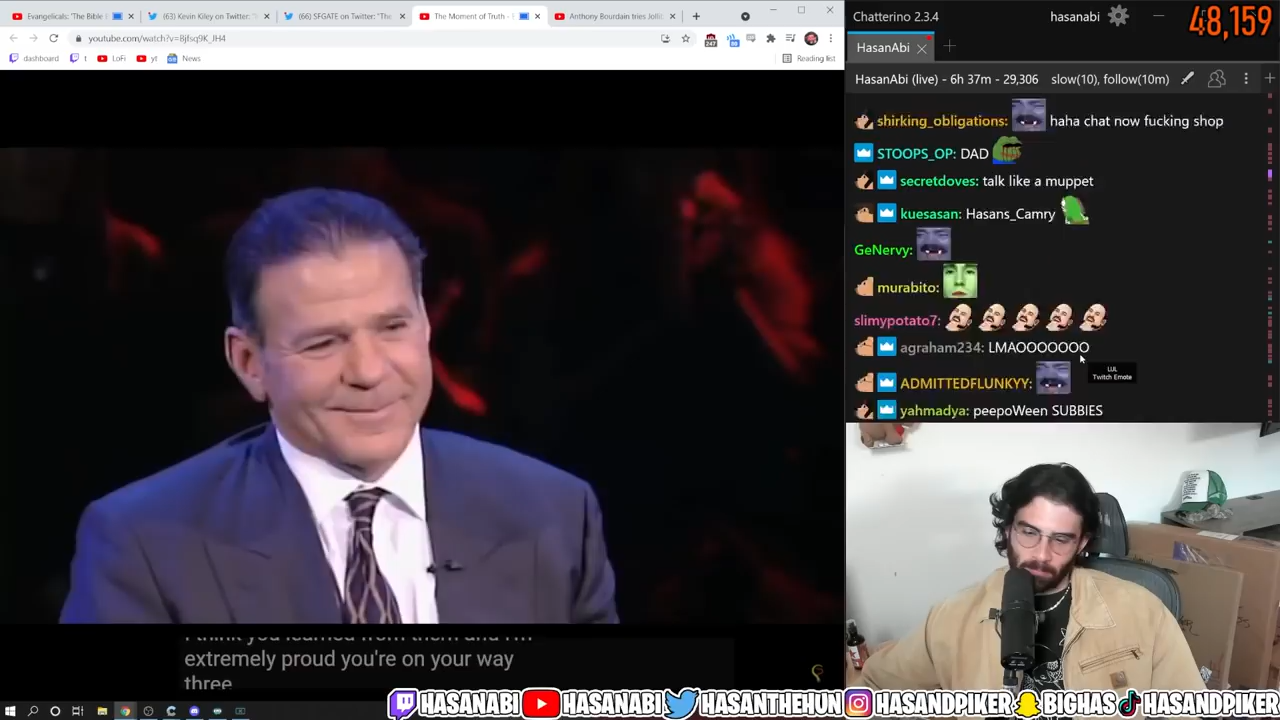 Evangelicals: 'The Bible
(63) Kevin Kiley on Twitter: "I
(66) SFGATE on Twitter: "The
The Moment of Truth -
Anthony Bourdain tries Jollib
youtube.com/watch?v=Bjfsq9K_JH4
247
dashboard
t
LoFi
yt
News
Reading list
extremely proud you're on your way
three
Chatterino 2.3.4
hasanabi
48,159
HasanAbi
HasanAbi (live) - 6h 37m - 29,306 slow(10), follow(10m)
shirking_obligations: haha chat now fucking shop
STOOPS_OP: DAD
secretdoves: talk like a muppet
kuesasan: Hasans_Camry
GeNervy:
murabito:
slimypotato7:
agraham234: LMAOOOOOOO
LUL
Twitch Emote
ADMITTEDFLUNKYY:
yahmadya: peepoWeen SUBBIES
HASANABI HASANABI HASANTHEHUN HASANDPIKER BIGHAS HASANDPIKER